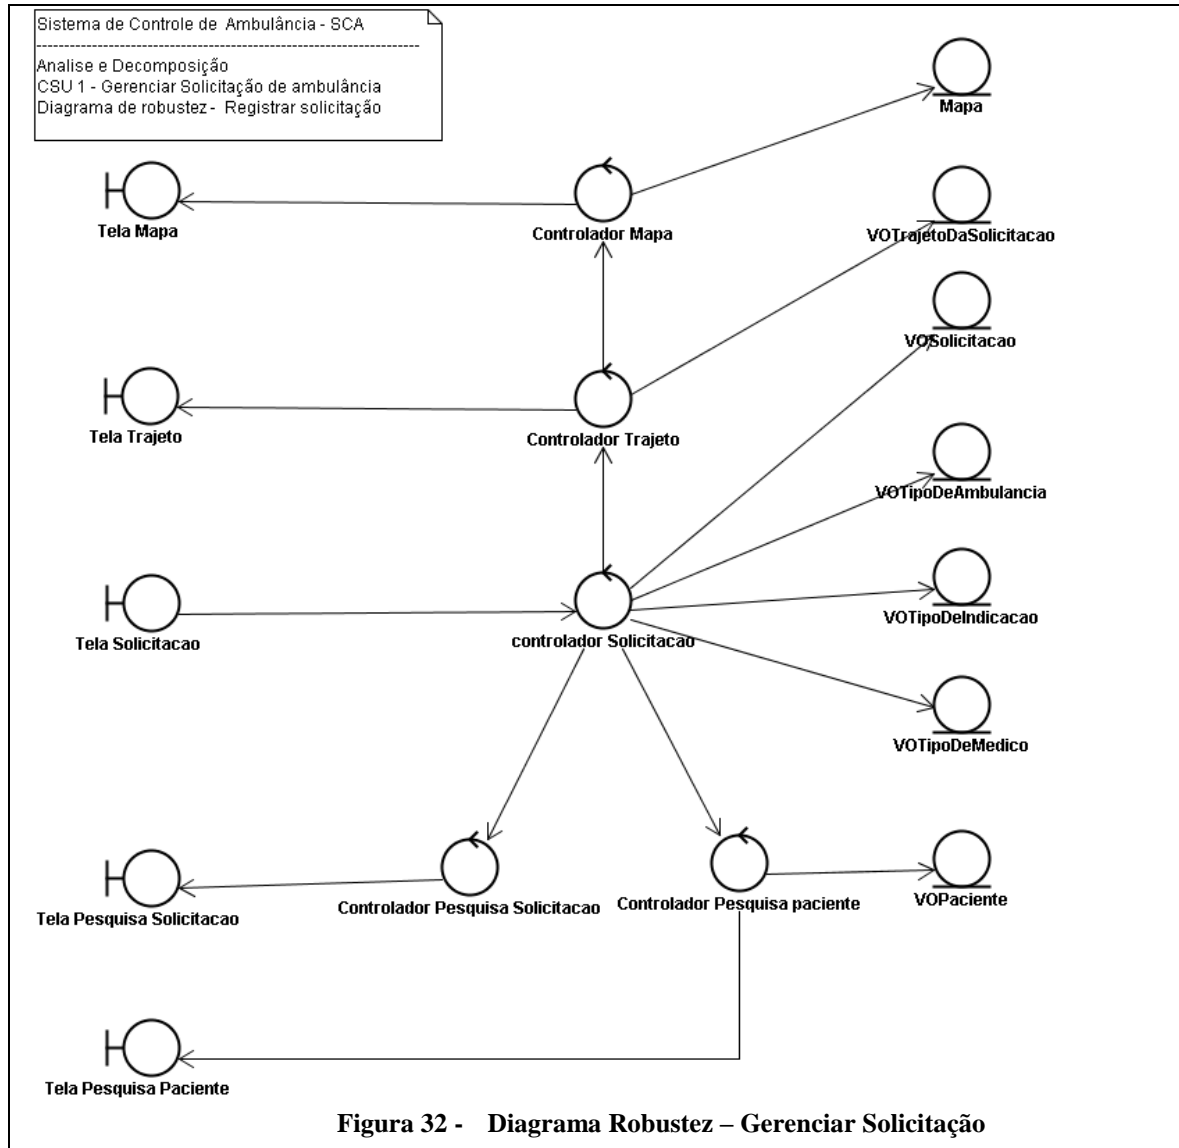 Sistema de Controle de Ambulância - SCA
----------------------------------------------------------------------
Analise e Decomposição
CSU 1 - Gerenciar Solicitação de ambulância
Diagrama de robustez - Registrar solicitação
Mapa
Tela Mapa
Controlador Mapa
VOTrajetoDaSolicitacao
VOSolicitacao
Tela Trajeto
Controlador Trajeto
VOTipoDeAmbulância
VOTipoDeIndicacao
Tela Solicitacao
controlador Solicitacao
VOTipoDeMedico
Tela Pesquisa Solicitacao
Controlador Pesquisa Solicitacao
Controlador Pesquisa paciente
VOPaciente
Tela Pesquisa Paciente
Figura 32 - Diagrama Robustez – Gerenciar Solicitação